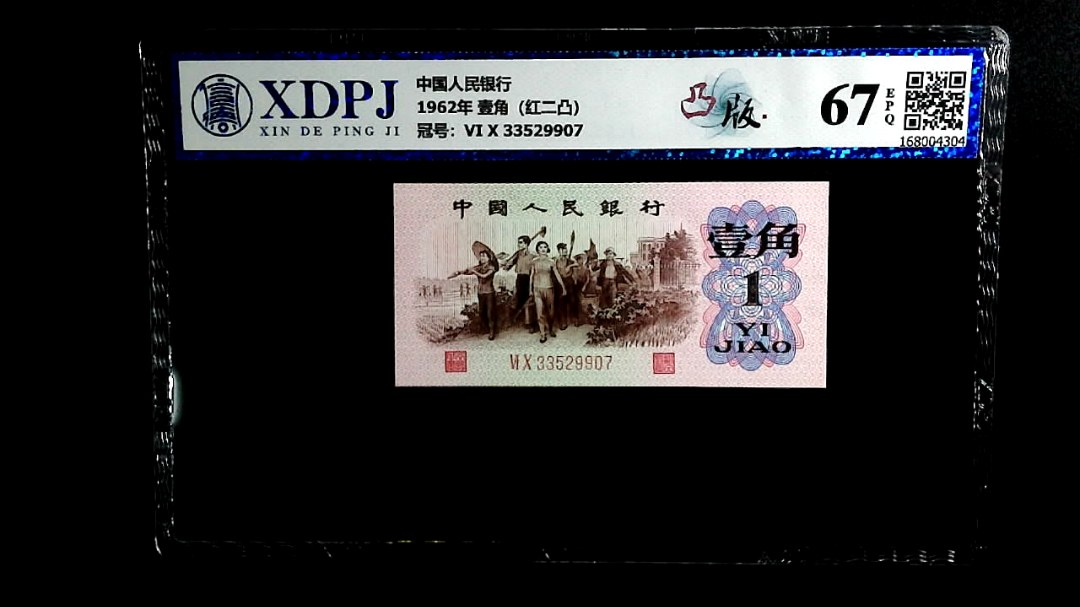 XDPJ
XIN DE PING JI
中国人民银行
1962年 壹角（红二凸）
冠号：VI X 33529907
凸版.
67
EPQ
168004304
中國人民銀行
壹角
1
YI
JIAO
VI X 33529907